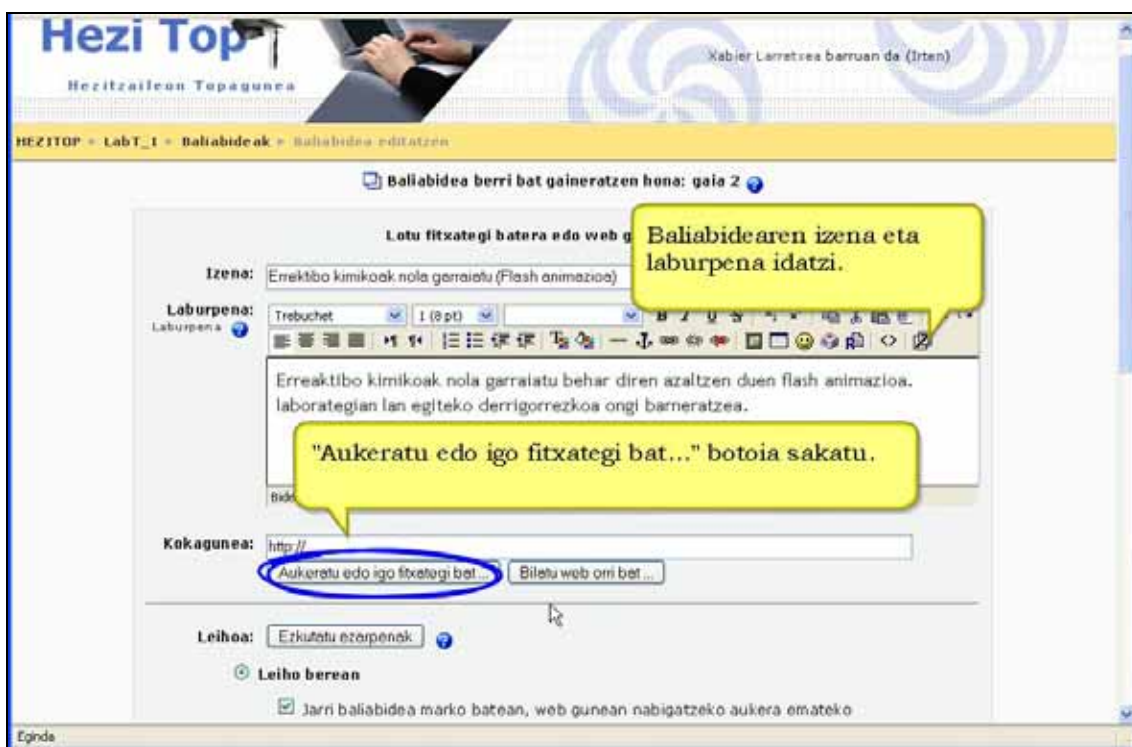 Hezi Top
Hezitzaileon Topagunea
Xabier Larretxea barruan da (Irten)
HEZITOP » LabT_1 » Baliabideak » Baliabidea editatzen
Baliabidea berri bat gaineratzen hona: gaia 2
Lotu fitxategi batera edo web g
Baliabidearen izena eta
laburpena idatzi.
Izena: Errektibo kimikoak nola garraiatu (Flash animazioa)
Laburpena:
Laburpena
Trebuchet 1 (8 pt)
Erreaktibo kimikoak nola garraiatu behar diren azaltzen duen flash animazioa.
laborategian lan egiteko derrigorrezkoa ongi barneratzea.
"Aukeratu edo igo fitxategi bat..." botoia sakatu.
Bide
Kokagunea: http://
Aukeratu edo igo fitxategi bat ... Bilatu web orri bat ...
Leihoa: Ezkutatu ezarpenak
Leiho berean
Jarri baliabidea marko batean, web gunean nabigatzeko aukera emateko
Eginda